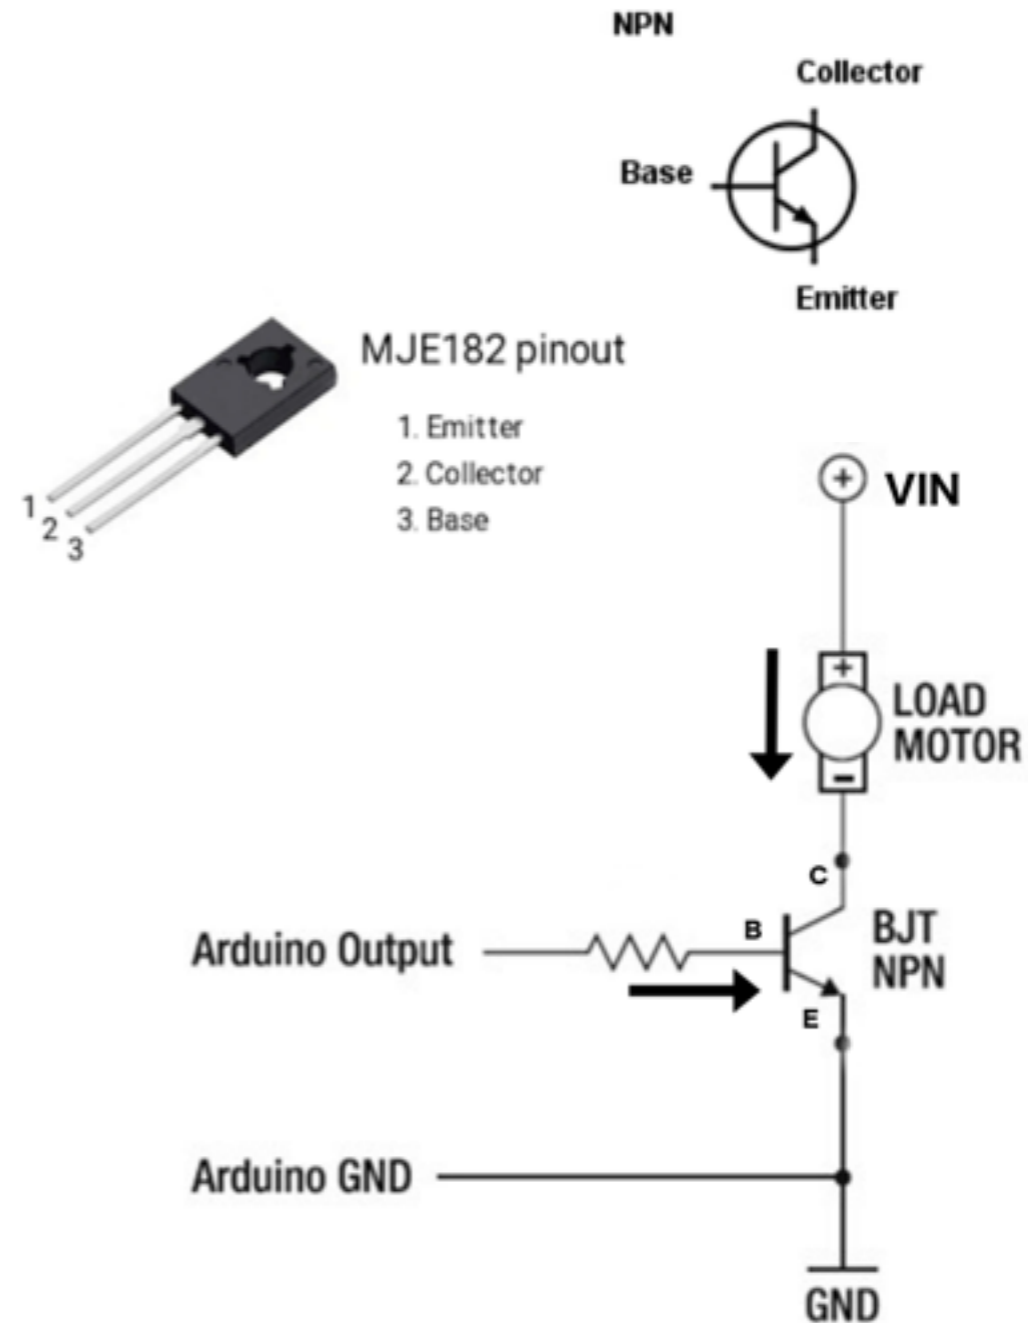 NPN
Collector
Base
Emitter
MJE182 pinout
1. Emitter
2. Collector
3. Base
1
2
3
+
VIN
+
LOAD
MOTOR
-
C
B
BJT
NPN
Arduino Output
E
Arduino GND
GND